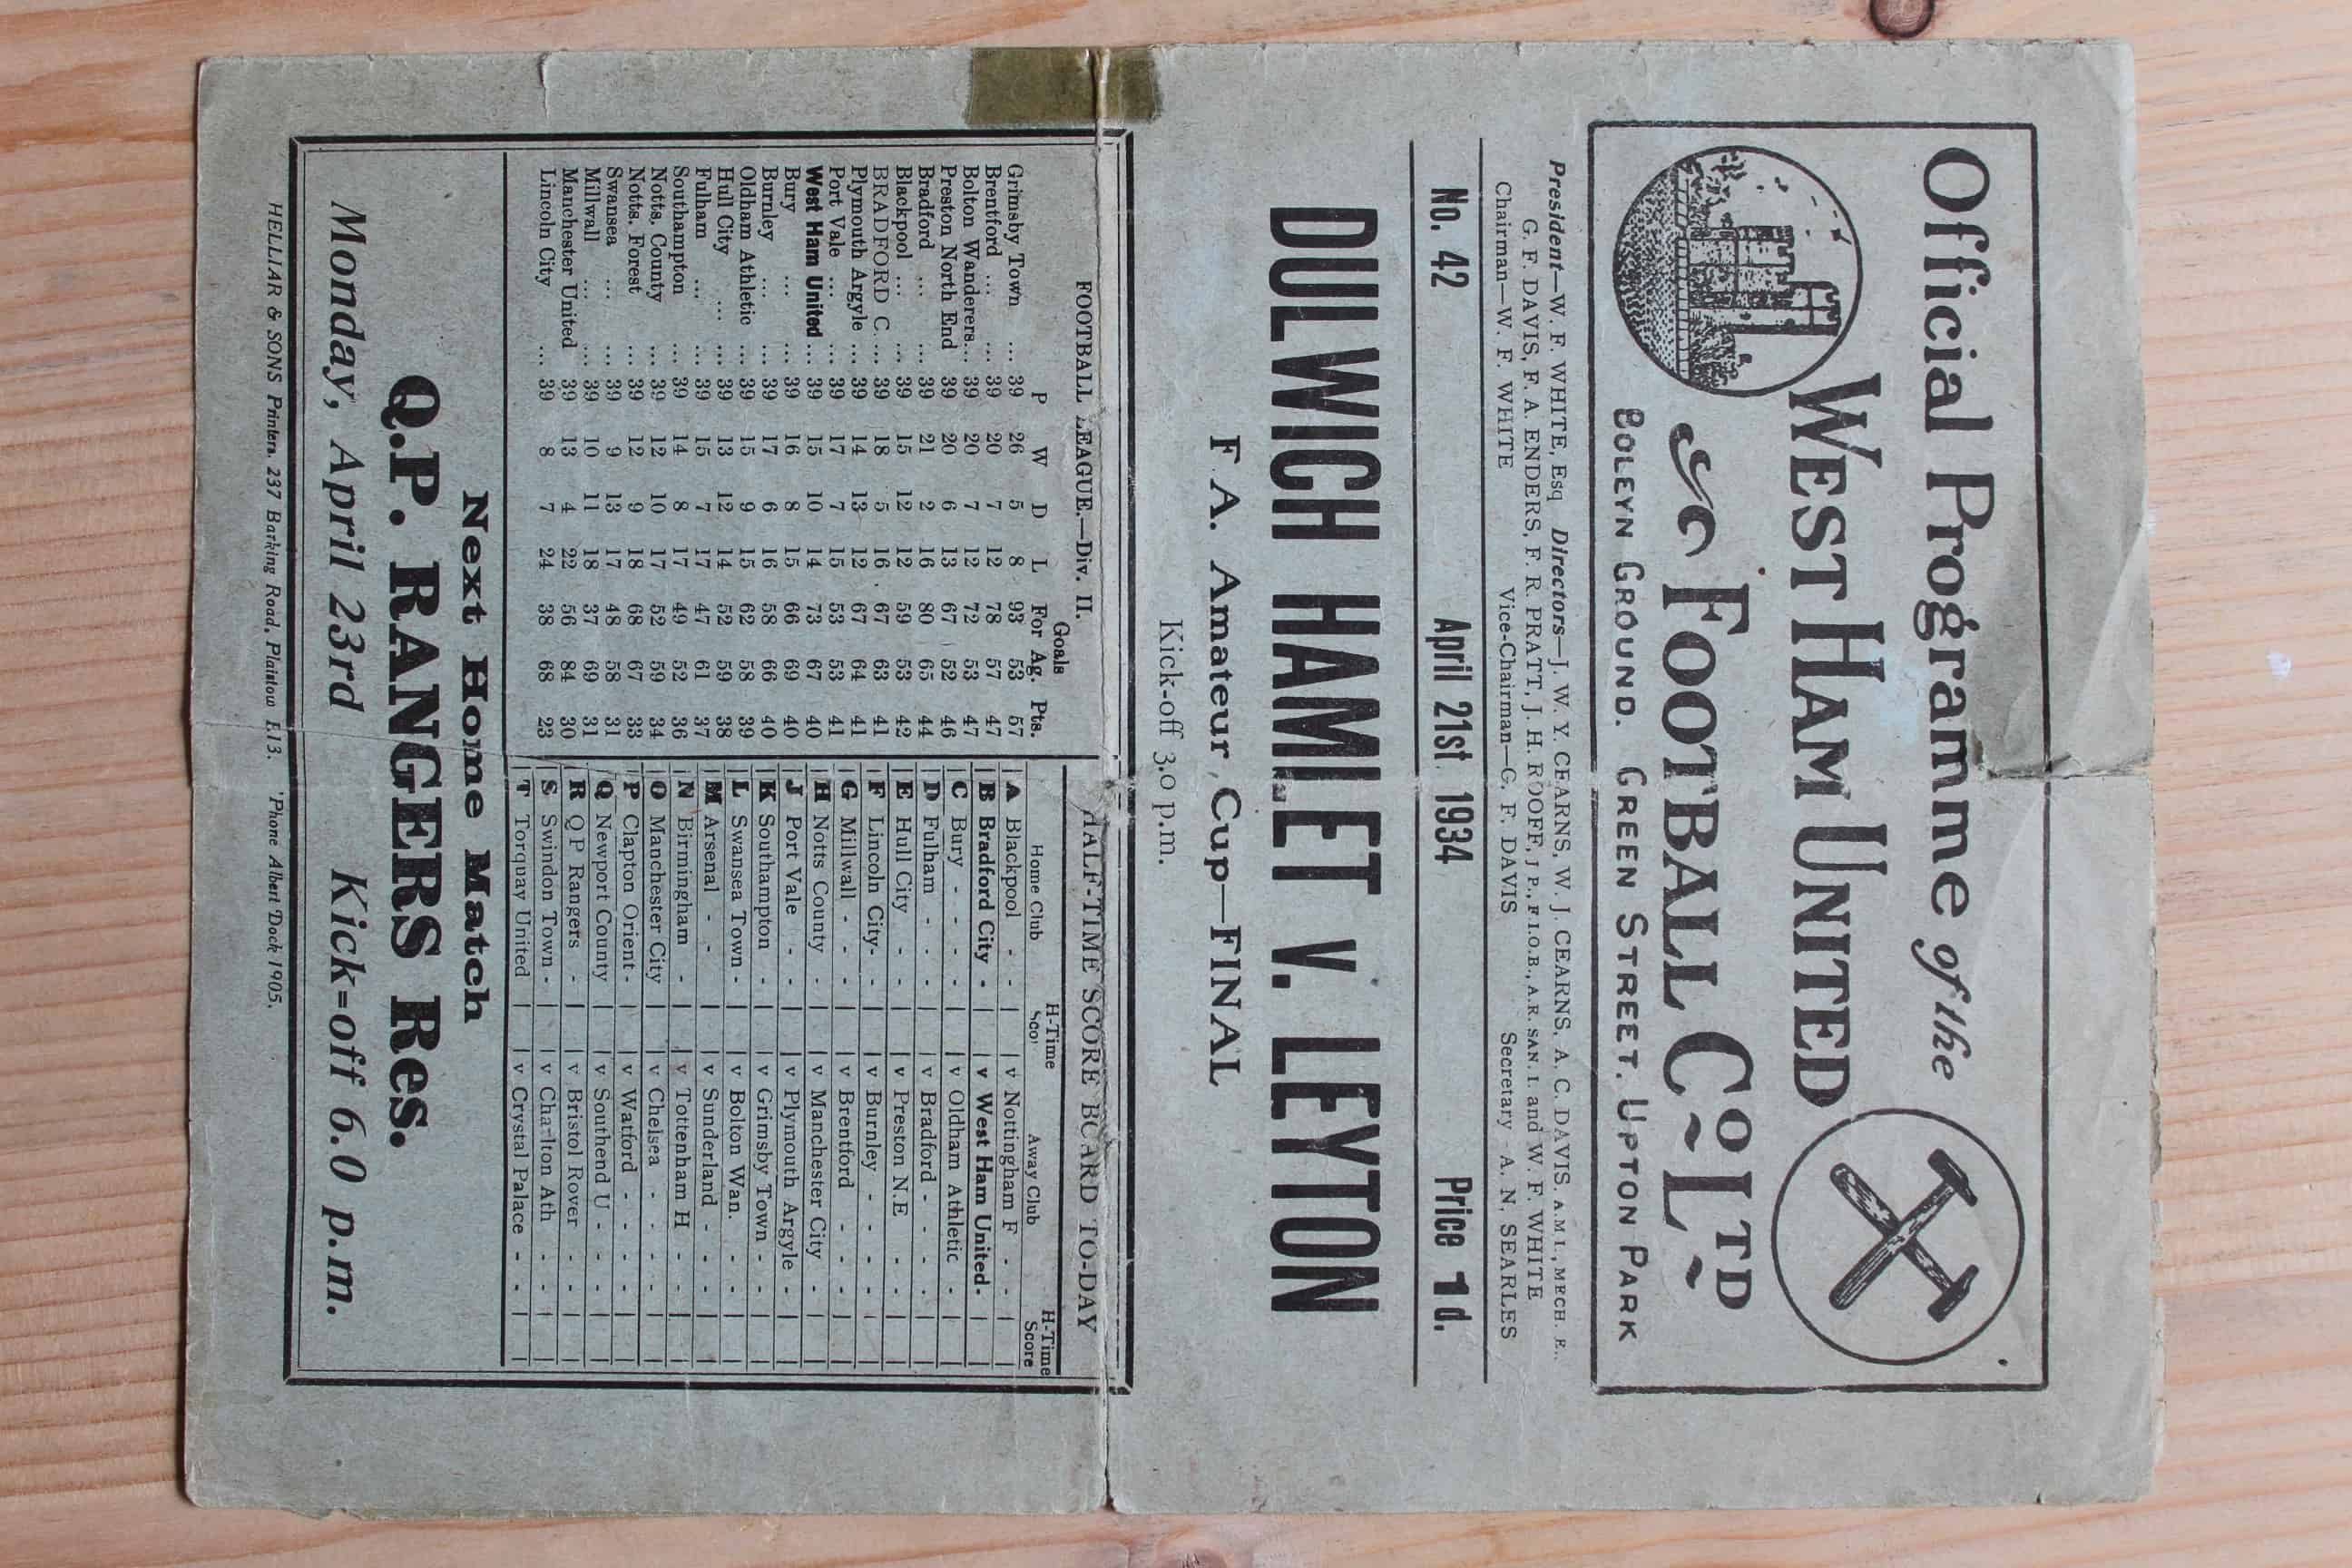 Official Programme of the
WEST HAM UNITED
FOOTBALL CO LTD
BOLEYN GROUND. GREEN STREET. UPTON PARK
President—W. F. WHITE, Esq Directors—J. W. Y. CEARNS, W. J. CEARNS, A. C. DAVIS. A.M.I., MECH. E..
G. F. DAVIS, F. A. ENDERS, F. R. PRATT, J. H. ROOFF, J P., F.I.O.B., A.R. SAN. I. and W. F. WHITE
Chairman—W. F. WHITE Vice-Chairman—G. F. DAVIS Secretary - A. N. SEARLES
No. 42 April 21st 1934 Price 1d.
DULWICH HAMLET V. LEYTON
F A. Amateur Cup—FINAL
Kick-off 3.0 p.m.
FOOTBALL LEAGUE.—Div. II.
Goals
P W D L For Ag. Pts.
Grimsby Town ... 39 26 5 8 93 53 57
Brentford ... ... 39 20 7 12 78 57 47
Bolton Wanderers... 39 20 7 12 72 53 47
Preston North End 39 20 6 13 67 52 46
Bradford ... ... 39 21 2 16 80 65 44
Blackpool ... ... 39 15 12 12 59 53 42
BRADFORD C. ... 39 18 5 16 67 63 41
Plymouth Argyle ... 39 14 13 12 67 64 41
Port Vale ... ... 39 17 7 15 53 53 41
West Ham United ... 39 15 10 14 73 67 40
Bury ... ... 39 16 8 15 66 69 40
Burnley ... ... 39 17 6 16 58 66 40
Oldham Athletic ... 39 15 9 15 62 58 39
Hull City ... ... 39 13 12 14 52 59 38
Fulham ... ... 39 15 7 17 47 61 37
Southampton ... 39 14 8 17 49 52 36
Notts, County ... 39 12 10 17 52 59 34
Notts. Forest ... 39 12 9 18 68 67 33
Swansea ... ... 39 9 13 17 48 58 31
Millwall ... ... 39 10 11 18 37 69 31
Manchester United 39 13 4 22 56 84 30
Lincoln City ... 39 8 7 24 38 68 23
HALF-TIME SCORE BOARD TO-DAY
Home Club H-Time Score Away Club H-Time Score
A Blackpool - - v Nottingham F - -
B Bradford City - v West Ham United -
C Bury - - - v Oldham Athletic -
D Fulham - - v Bradford - - -
E Hull City - - v Preston N.E - -
F Lincoln City - - v Burnley - - -
G Millwall - - v Brentford - -
H Notts County - v Manchester City -
J Port Vale - - v Plymouth Argyle -
K Southampton - v Grimsby Town - -
L Swansea Town - v Bolton Wan. - -
M Arsenal - - v Sunderland - -
N Birmingham - v Tottenham H - -
O Manchester City v Chelsea - - -
P Clapton Orient - v Watford - - -
Q Newport County v Southend U - - -
R Q P Rangers - v Bristol Rover - -
S Swindon Town - v Charlton Ath - -
T Torquay United v Crystal Palace - -
Next Home Match
Q.P. RANGERS Res.
Monday, April 23rd Kick=off 6.0 p.m.
HELLIAR & SONS Printers, 237 Barking Road, Plaistow E.13. 'Phone Albert Dock 1905.